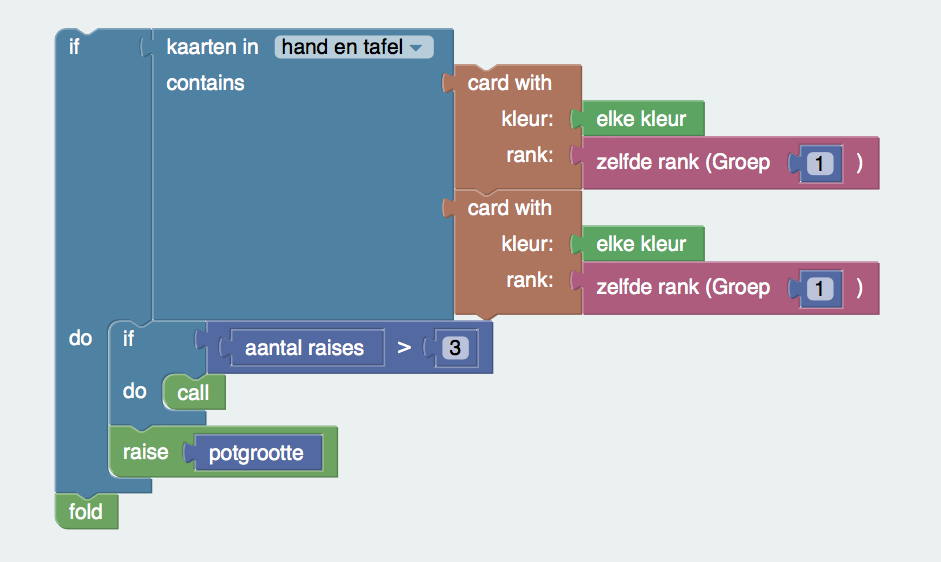 if kaarten in hand en tafel
contains card with
kleur: elke kleur
rank: zelfde rank (Groep 1 )
card with
kleur: elke kleur
rank: zelfde rank (Groep 1 )
do if aantal raises > 3
do call
raise potgrootte
fold